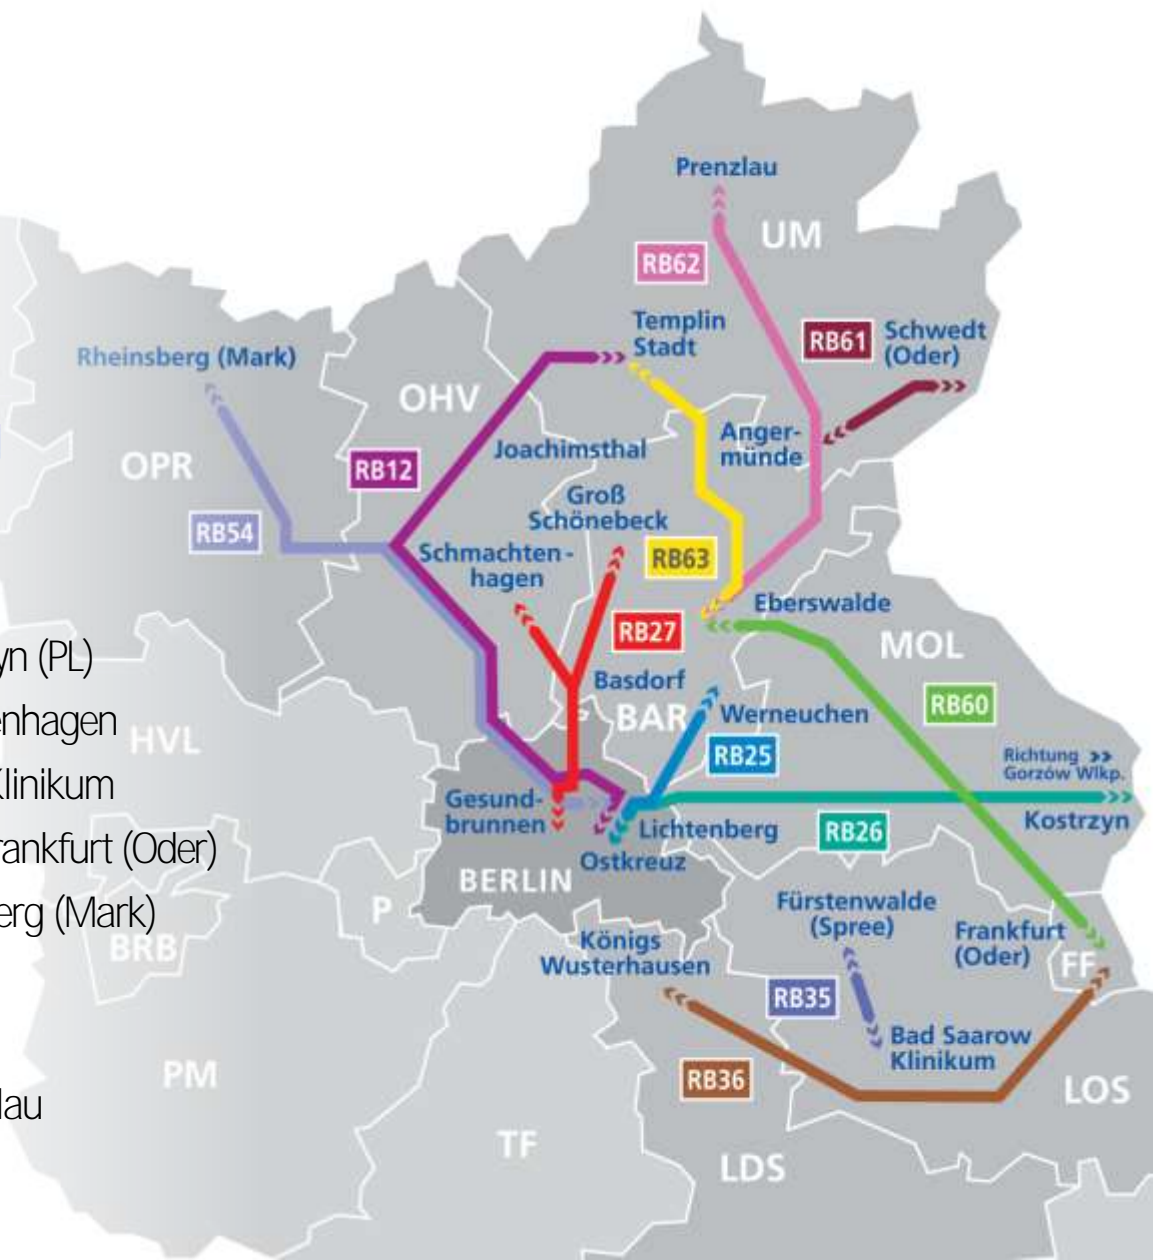 Prenzlau
UM
RB62
Templin
Stadt
RB61
Schwedt
(Oder)
Rheinsberg (Mark)
OHV
Anger-
münde
Joachimsthal
OPR
RB12
Groß
Schönebeck
RB54
Schmachten-
hagen
RB63
Eberswalde
RB27
MOL
yn (PL)
Basdorf
RB60
enhagen
HVL
BAR
Werneuchen
RB25
Richtung
Gorzów Wlkp.
Klinikum
Gesund-
brunnen
Lichtenberg
RB26
Kostrzyn
rankfurt (Oder)
Ostkreuz
BERLIN
P
Fürstenwalde
(Spree)
erg (Mark)
BRB
Königs
Wusterhausen
Frankfurt
(Oder)
FF
RB35
Bad Saarow
Klinikum
PM
RB36
LOS
lau
TF
LDS